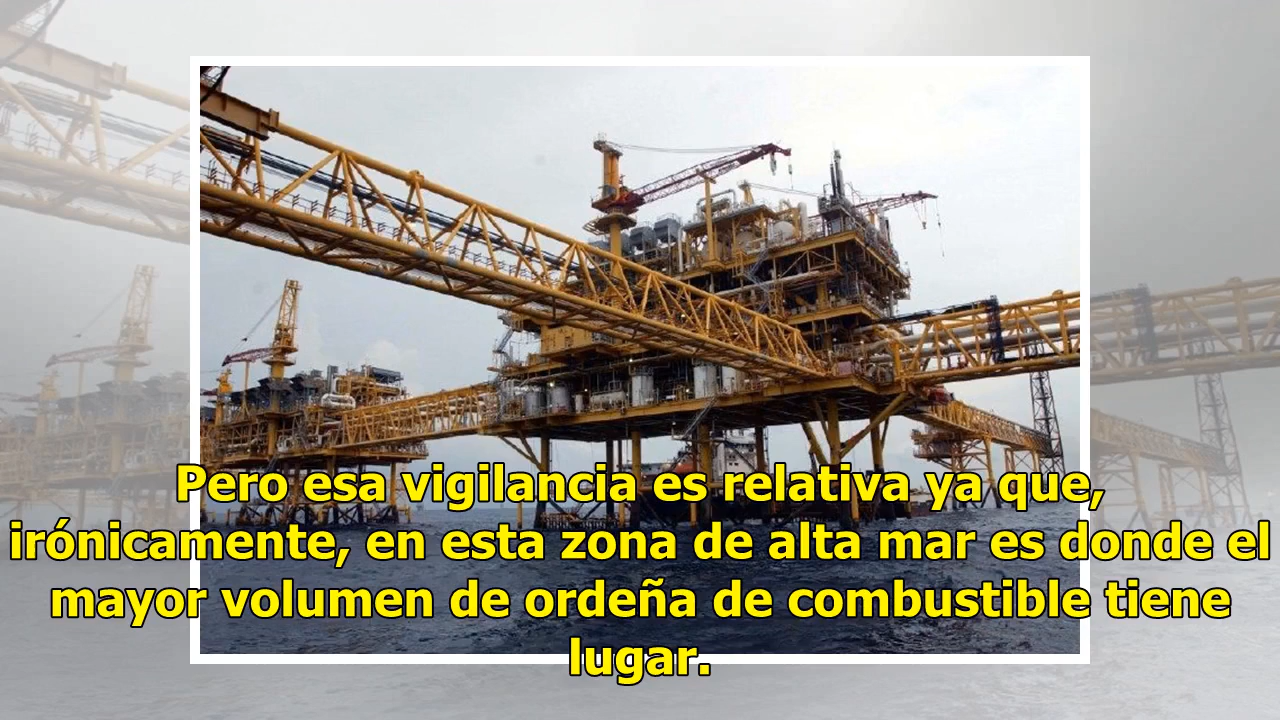 Pero esa vigilancia es relativa ya que,
irónicamente, en esta zona de alta mar es donde el
mayor volumen de ordeña de combustible tiene
lugar.